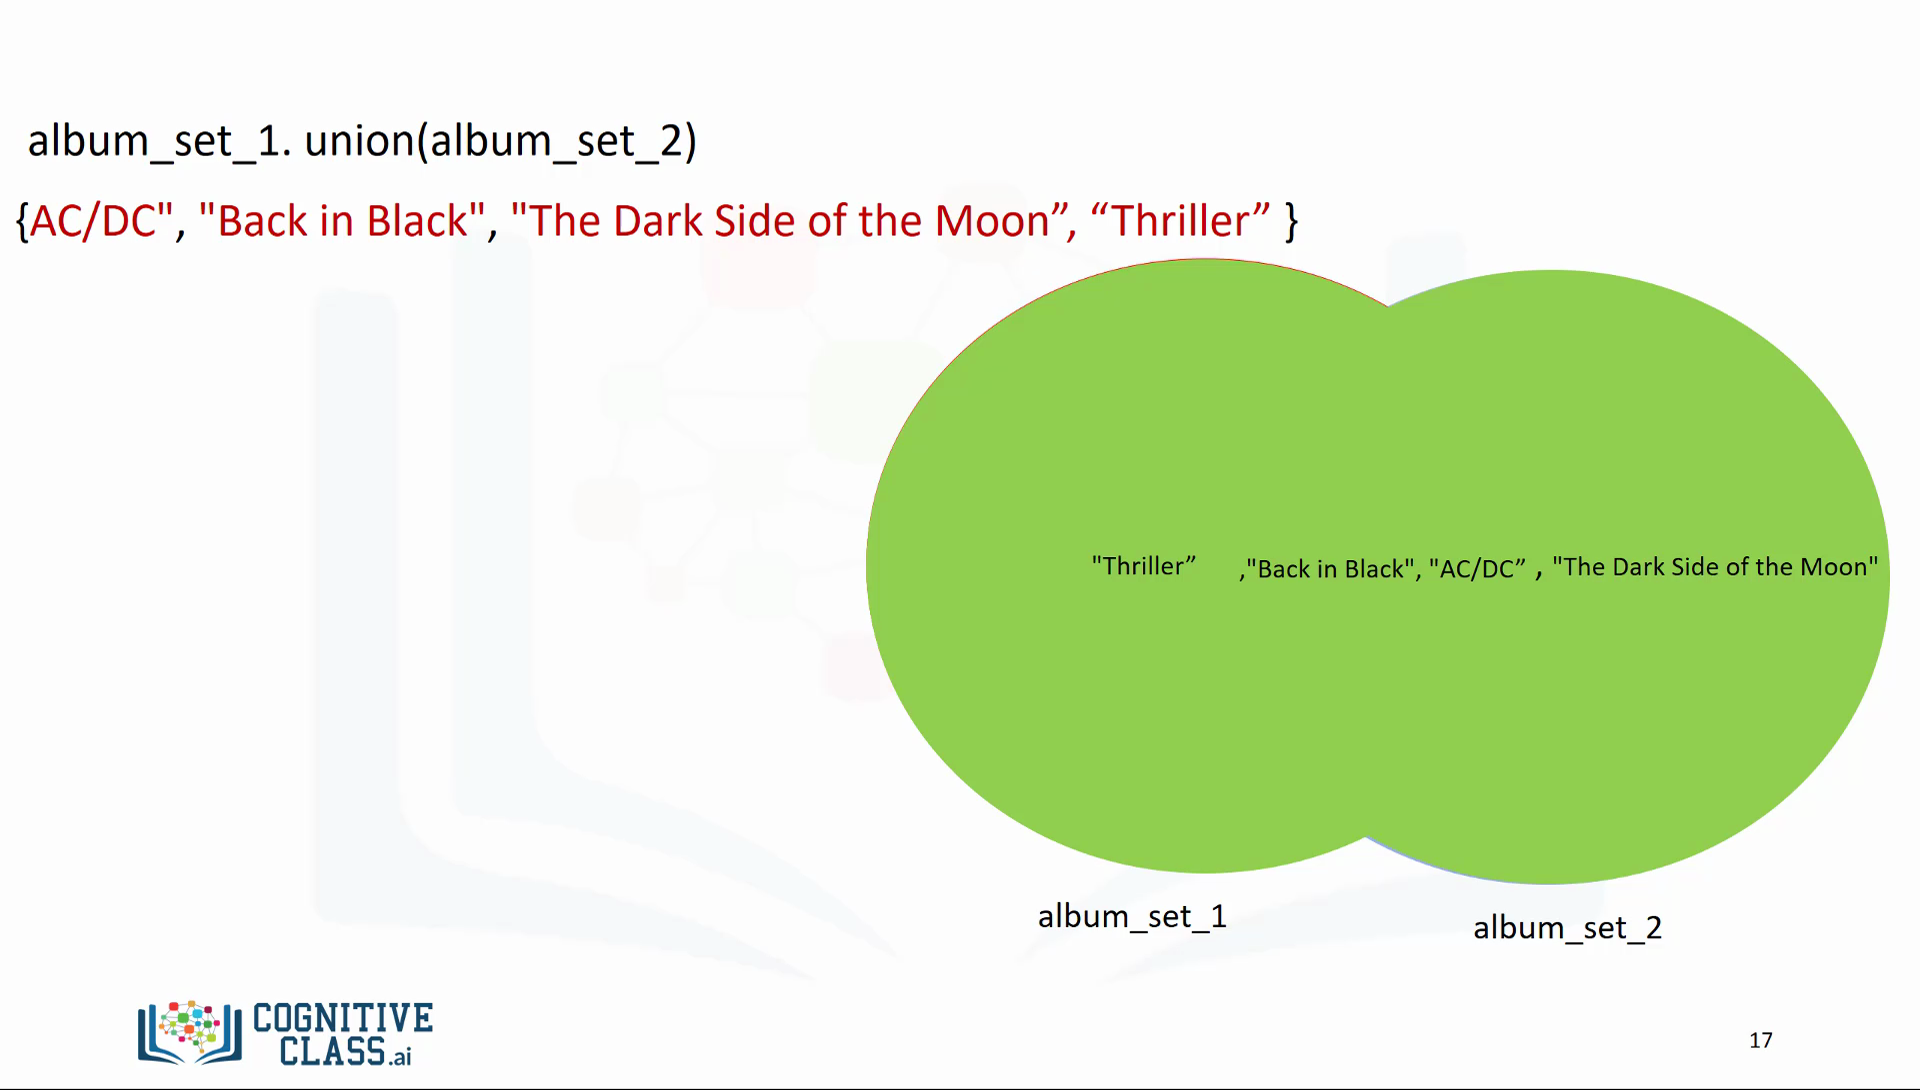 album_set_1. union(album_set_2)
{AC/DC", "Back in Black", "The Dark Side of the Moon”, “Thriller” }
"Thriller” ,"Back in Black", "AC/DC” , "The Dark Side of the Moon"
album_set_1
album_set_2
COGNITIVE
CLASS.ai
17